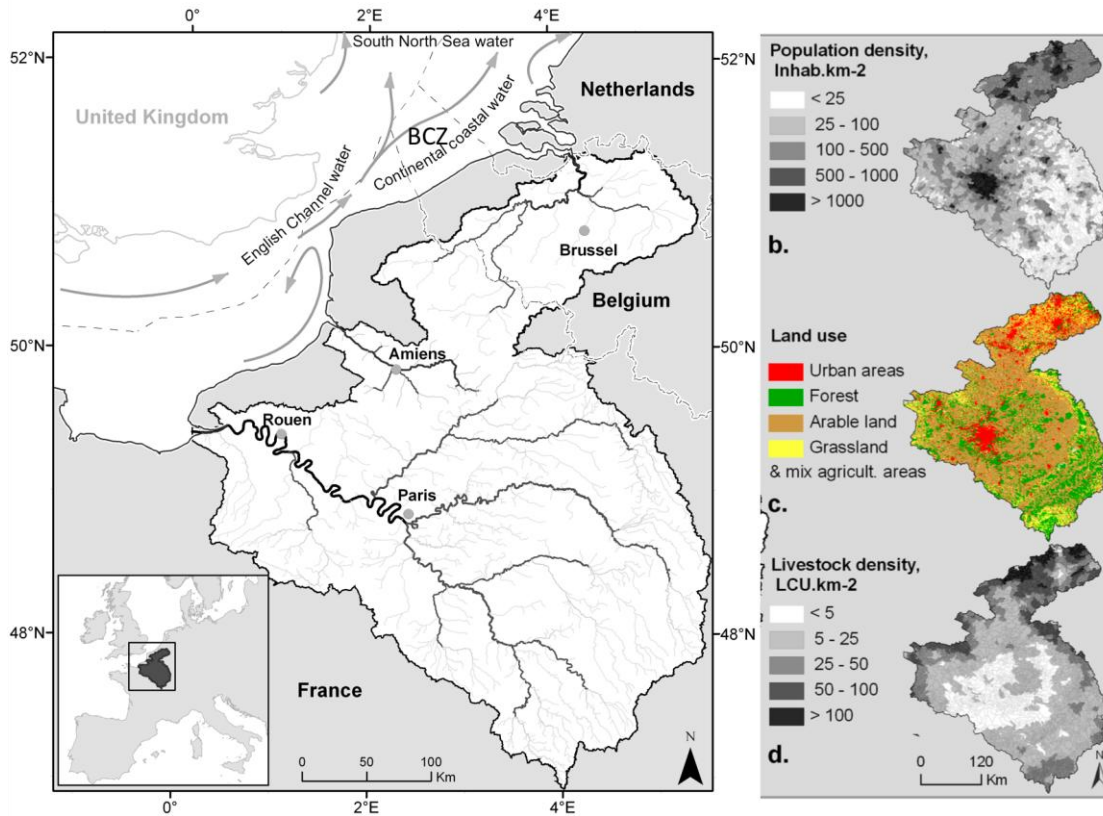 0°
2°E
4°E
52°N
South North Sea water
United Kingdom
Netherlands
BCZ
Continental coastal water
English Channel water
Brussel
Belgium
50°N
50°N
Amiens
Rouen
Paris
48°N
48°N
France
N
0
50
100
Km
0°
2°E
4°E
52°N
Population density,
Inhab.km-2
< 25
25 - 100
100 - 500
500 - 1000
> 1000
b.
Land use
Urban areas
Forest
Arable land
Grassland
& mix agricult. areas
c.
Livestock density,
LCU.km-2
< 5
5 - 25
25 - 50
50 - 100
> 100
d.
0
120
Km
N